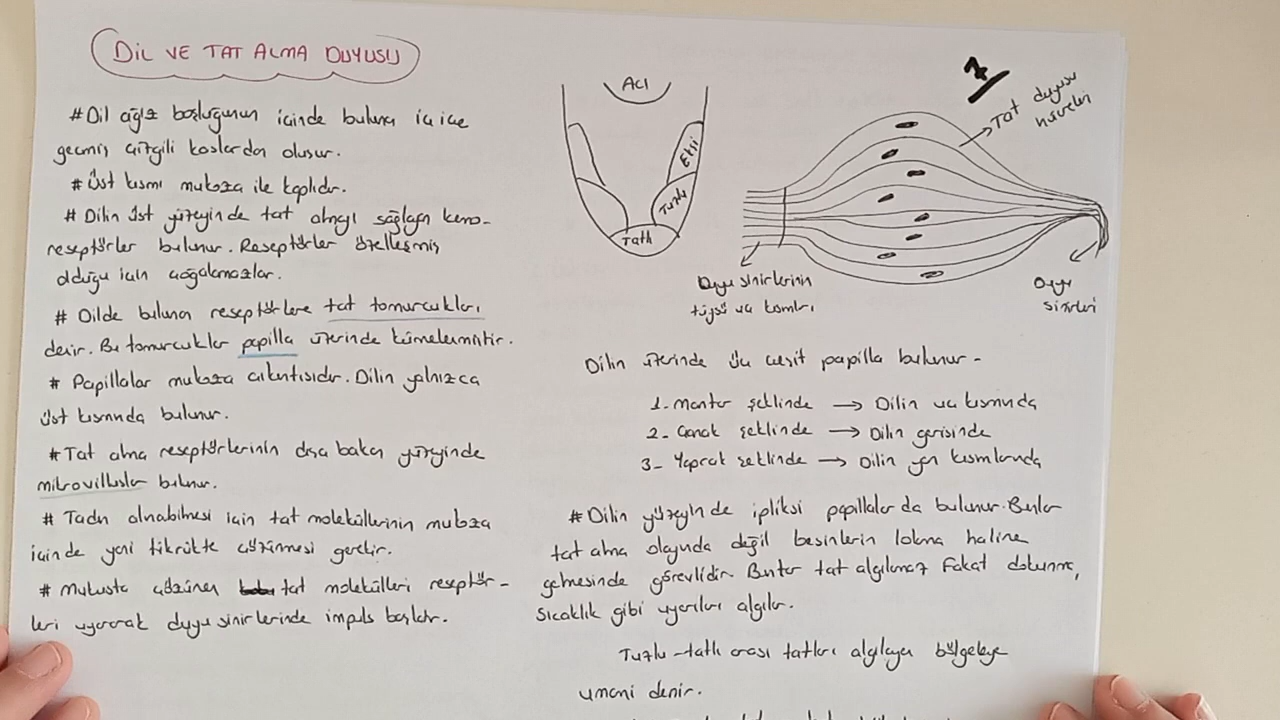 DİL VE TAT ALMA DUYUSU
# Dil ağız boşluğunun içinde bulunan iç içe
geçmiş çizgili kaslardan oluşur.
# Üst kısmı mukoza ile kaplıdır.
# Dilin üst yüzeyinde tat almayı sağlayan kemo-
reseptörler bulunur. Reseptörler özelleşmiş
olduğu için çoğalamazlar.
# Dilde bulunan reseptörlere tat tomurcukları
denir. Bu tomurcuklar papilla üzerinde kümelenmiştir.
# Papillalar mukoza çıkıntısıdır. Dilin yalnızca
üst kısmında bulunur.
# Tat alma reseptörlerinin dışa bakan yüzeyinde
mikrovilluslar bulunur.
# Tadın alınabilmesi için tat moleküllerinin mukoza
içinde yani tükrükte çözünmesi gerekir.
# Mukusta çözünen tat molekülleri reseptör-
leri uyararak duyu sinirlerinde impuls başlatır.
Acı
Ekşi
Tuzlu
Tatlı
7
Tat duyusu
hücreleri
Duyu sinirlerinin
tüysü uç kısmları
Duyu
sinirleri
Dilin üzerinde üç çeşit papilla bulunur-
1- Mantar şeklinde → Dilin uç kısmında
2- Çanak şeklinde → Dilin gerisinde
3- Yaprak şeklinde → Dilin yan kısımlarında
# Dilin yüzeyinde ipliksi papillalar da bulunur. Bunlar
tat alma olayında değil besinlerin lokma haline
gelmesinde görevlidir. Bunlar tat algılamaz fakat dokunma,
sıcaklık gibi uyarıları algılar.
Tuzlu-tatlı arası tatları algılayan bölgelere
umami denir.